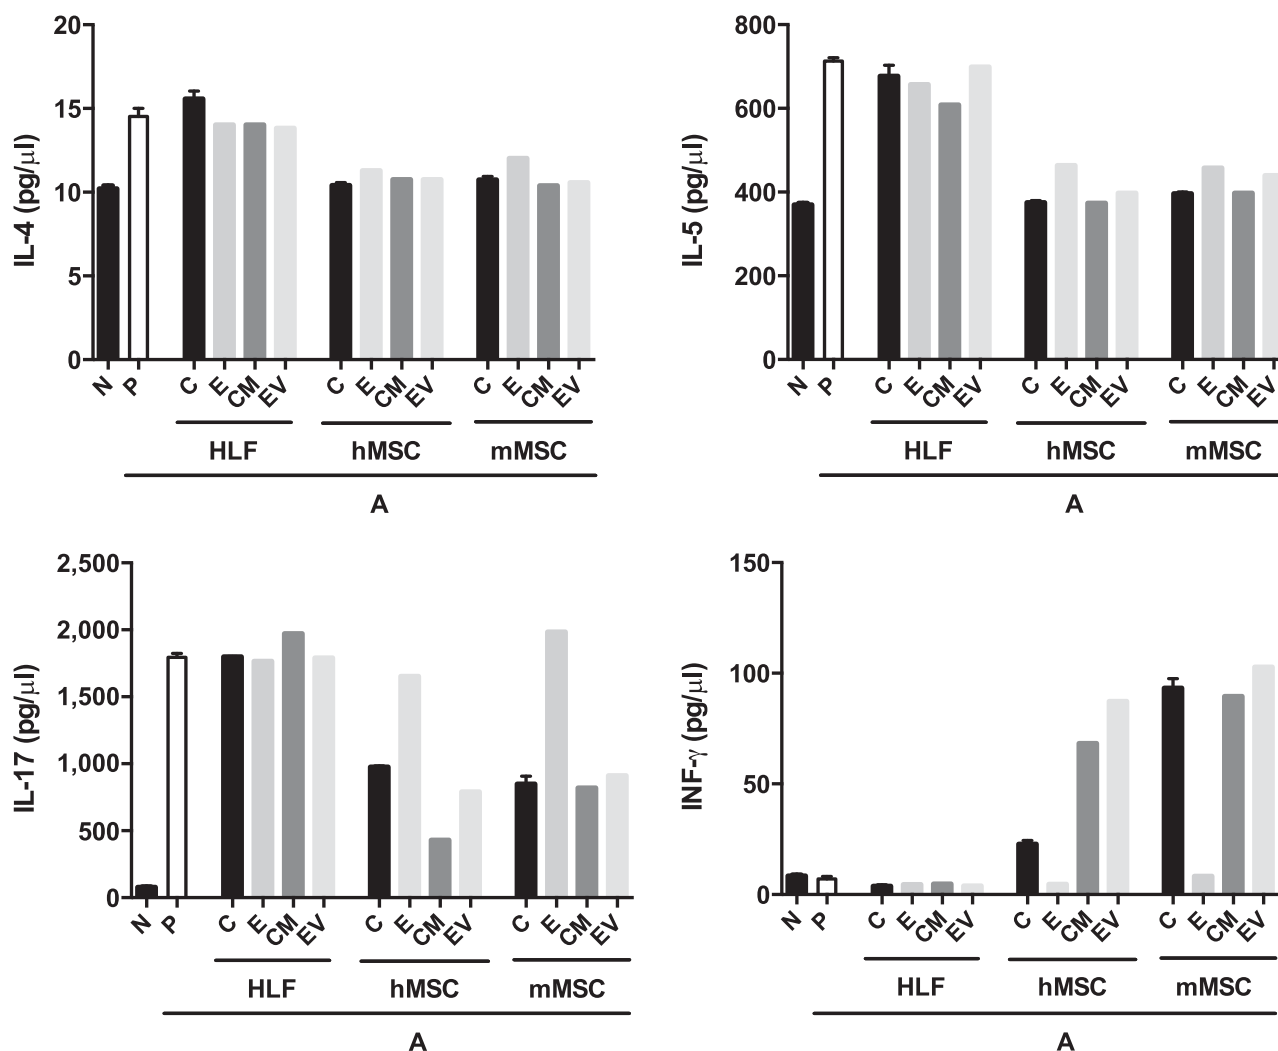 20
15
10
5
0
IL-4 (pg/μl)
N P C E CM EV C E CM EV C E CM EV
HLF hMSC mMSC
A
800
600
400
200
0
IL-5 (pg/μl)
N P C E CM EV C E CM EV C E CM EV
HLF hMSC mMSC
A
2,500
2,000
1,500
1,000
500
0
IL-17 (pg/μl)
N P C E CM EV C E CM EV C E CM EV
HLF hMSC mMSC
A
150
100
50
0
INF-γ (pg/μl)
N P C E CM EV C E CM EV C E CM EV
HLF hMSC mMSC
A